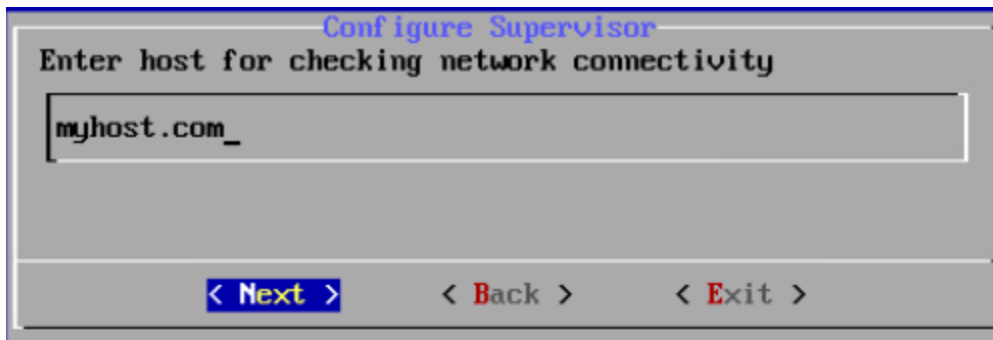 Configure Supervisor
Enter host for checking network connectivity
myhost.com_
< Next > < Back > < Exit >